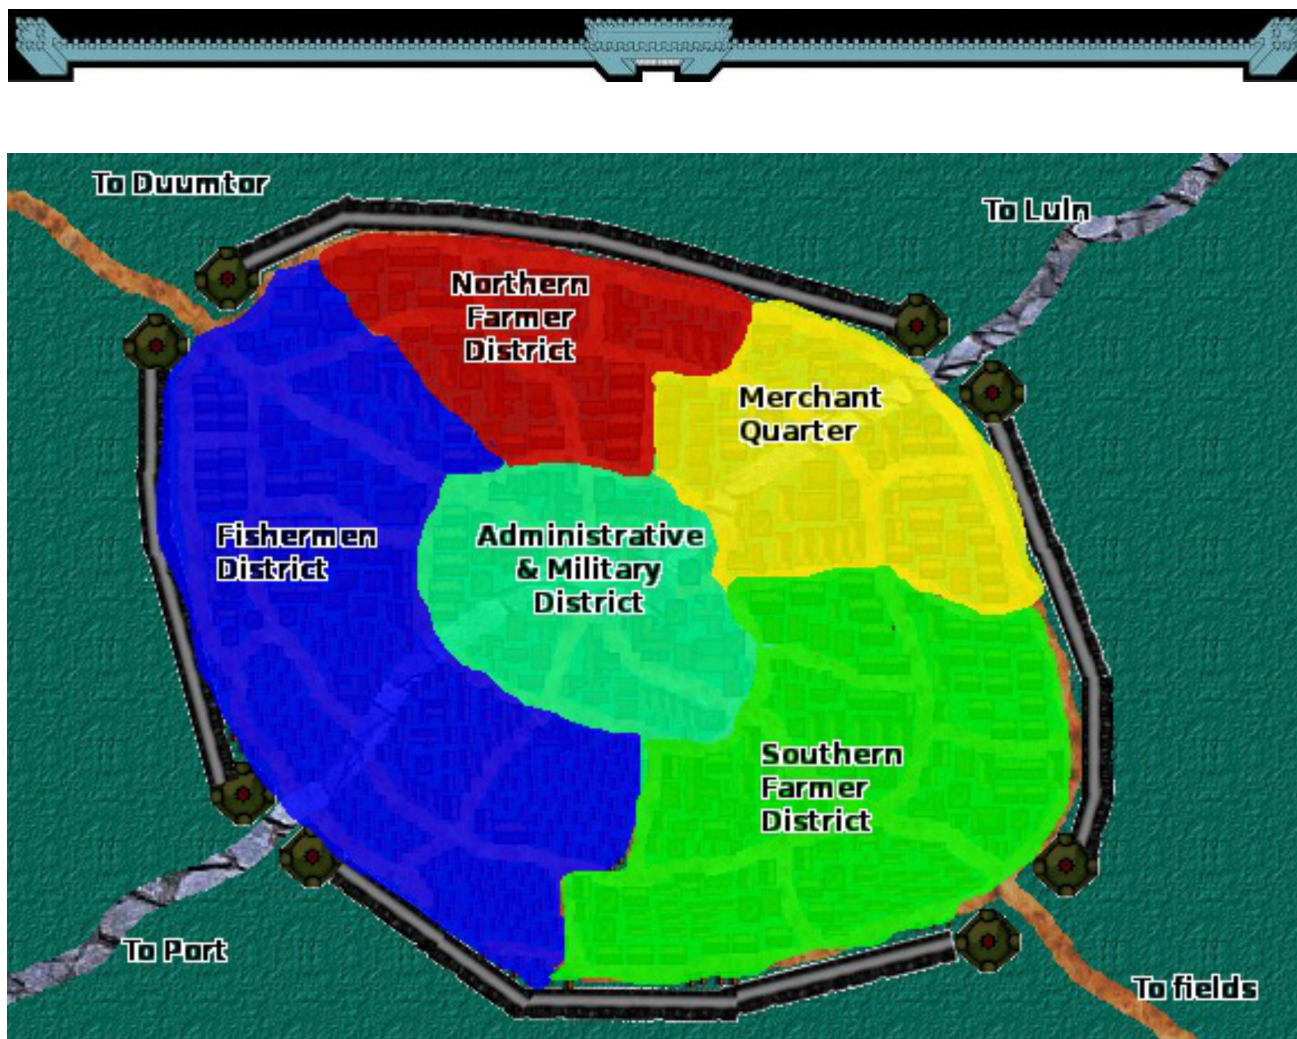 To Duumtor
To Luln
Northern
Farmer
District
Merchant
Quarter
Fishermen
District
Administrative
& Military
District
Southern
Farmer
District
To Port
To fields